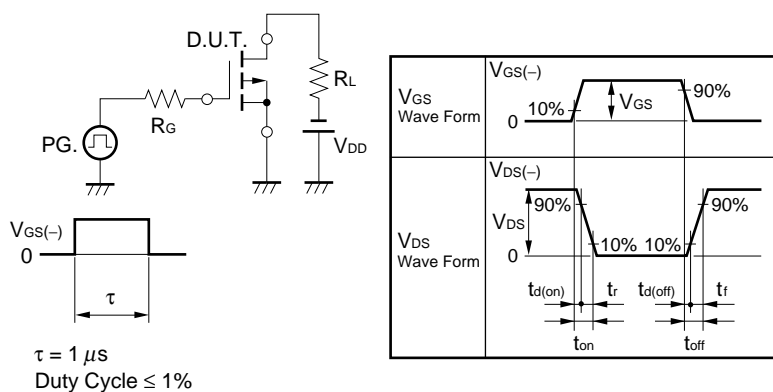 D.U.T.
RL
RG
PG.
VDD
VGS(−)
0
τ
τ = 1 μs
Duty Cycle ≤ 1%
VGS
Wave Form
VGS(−)
10%
VGS
90%
0
VDS
Wave Form
VDS(−)
90%
VDS
10% 10%
90%
0
td(on) tr td(off) tf
ton toff